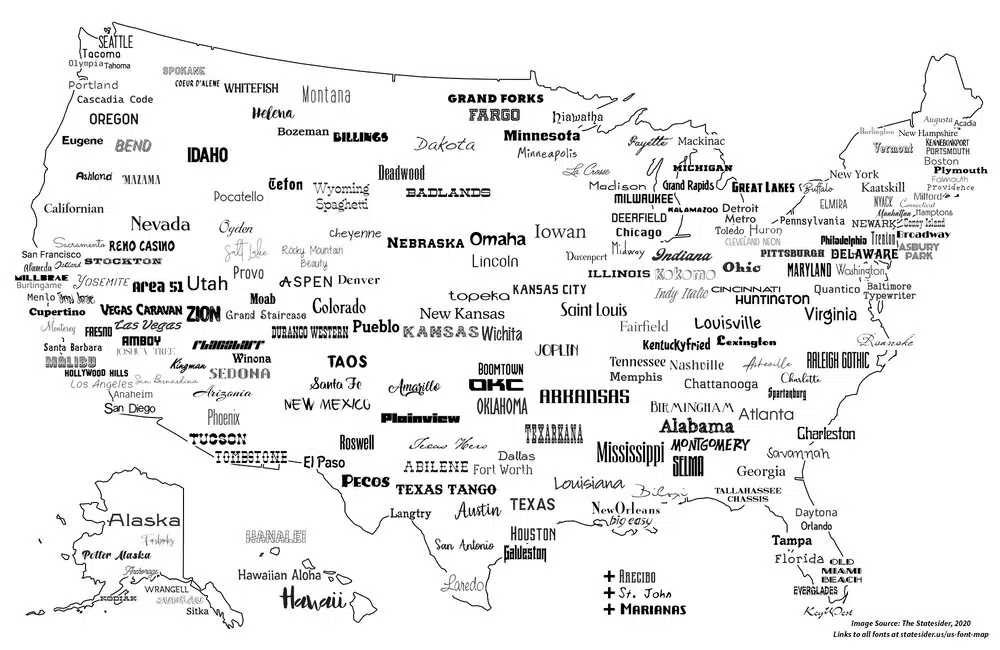 SEATTLE
Tacoma
Olympia Tahoma
SPOKANE
COEUR D'ALENE WHITEFISH
Portland
Cascadia Code
OREGON
Helena
Montana
GRAND FORKS
FARGO
Hiawatha
Eugene
BEND
Bozeman BILLINGS
Dakota
Minnesota
Minneapolis
Fayette Mackinac
Burlington New Hampshire
Augusta Acadia
KENNEBUNKPORT
PORTSMOUTH
Vermont
Boston
Plymouth
Falmouth
Providence
IDAHO
Ashland MAZAMA
Teton
Wyoming
Spaghetti
Deadwood
BADLANDS
La Crosse
Madison
MILWAUKEE
MICHIGAN
Grand Rapids
GREAT LAKES
New York
Buffalo
Kaatskill
Milford
Pocatello
Californian
Nevada
Ogden
cheyenne
NEBRASKA Omaha
Lincoln
Iowan
DEERFIELD
KALAMAZOO
Chicago
Detroit
Metro
ELMIRA
NYACK Connecticut
Manhattan Hamptons
Pennsylvania
NEWARK Coney Island
Toledo Huron
CLEVELAND NEON
Philadelphia Trenton Broadway
ASBURY
PARK
Sacramento RENO CASINO
San Francisco
STOCKTON
Alameda Oakland
MILLBRAE
Burlingame
YOSEMITE
Area 51 Utah
Salt Lake
Provo
Rocky Mountain
Beauty
ASPEN Denver
Davenport
Midway
Indiana
PITTSBURGH DELAWARE
ILLINOIS Kokomo
Ohio
MARYLAND Washington
Menlo San Jose
Cupertino
VEGAS CARAVAN ZION
Moab
Grand Staircase
Colorado
topeka
KANSAS CITY
Indy Italic
CINCINNATI
HUNTINGTON
Quantico
Baltimore
Typewriter
Monterey FRESNO Las Vegas
AMBOY
JOSHUA TREE
FLAGSTAFF
DURANGO WESTERN
Pueblo
New Kansas
KANSAS Wichita
Saint Louis
Fairfield
Louisville
Virginia
Santa Barbara
MALIBU
HOLLYWOOD HILLS
Los Angeles San Bernardino
Anaheim
San Diego
Kingman
Winona
SEDONA
Arizonia
TAOS
JOPLIN
KentuckyFried Lexington
Roanoke
Tennessee Nashville
Memphis
Asheville
RALEIGH GOTHIC
Chattanooga
Charlotte
Spartanburg
Phoenix
Santa Fe
NEW MEXICO
Amarillo
BOOMTOWN
OKC
OKLAHOMA
ARKANSAS
BIRMINGHAM Atlanta
Alabama
Charleston
TUCSON
TOMBSTONE
Roswell
Plainview
Texas Hero
TEXARKANA
Mississippi MONTGOMERY
SELMA
Savannah
El Paso
ABILENE
Dallas
Fort Worth
Georgia
PECOS
TEXAS TANGO
Louisiana
Biloxi
TALLAHASSEE
CHASSIS
Langtry
Austin TEXAS
New Orleans
big easy
Daytona
Orlando
San Antonio
HOUSTON
Galveston
Tampa
Florida
OLD
MIAMI
BEACH
EVERGLADES
Key West
Laredo
Alaska
Fairbody
Potter Alaska
Anchorage
WRANGELL
KODIAK JUNEAU
Sitka
HANALEI
Hawaiian Aloha
Hawaii
+ ARECIBO
+ St. John
+ MARIANAS
Image Source: The Statesider, 2020
Links to all fonts at statesider.us/us-font-map